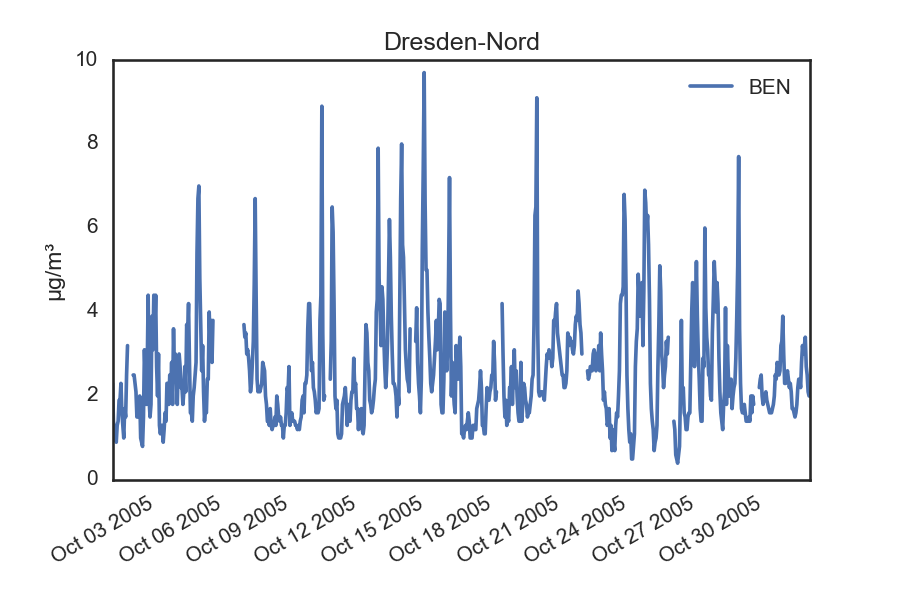 Dresden-Nord
10
8
6
4
2
0
µg/m³
BEN
Oct 03 2005
Oct 06 2005
Oct 09 2005
Oct 12 2005
Oct 15 2005
Oct 18 2005
Oct 21 2005
Oct 24 2005
Oct 27 2005
Oct 30 2005